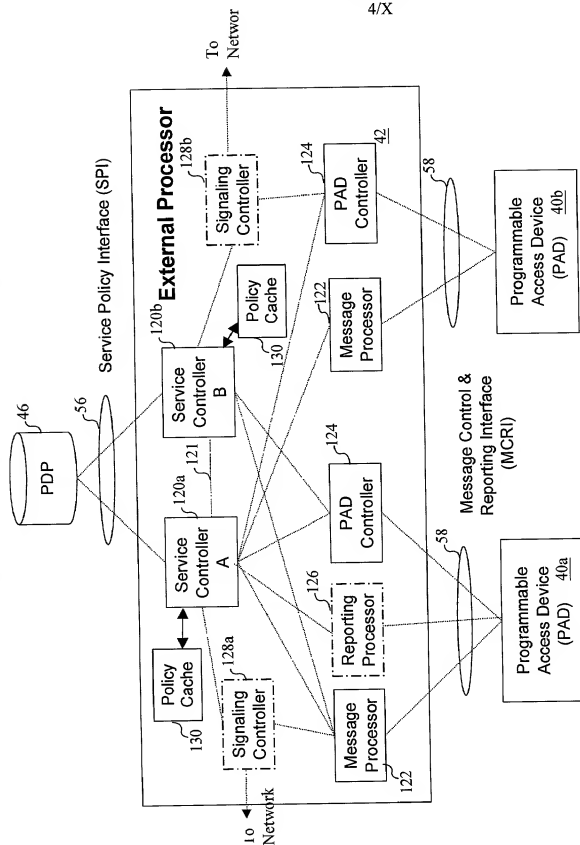 4/X
46
PDP
56
Service Policy Interface (SPI)
External Processor
120a
Service
Controller
A
121
120b
Service
Controller
B
Policy
Cache
130
Policy
Cache
130
128a
Signaling
Controller
128b
Signaling
Controller
To
Network
To
Networ
Message
Processor
122
126
Reporting
Processor
124
PAD
Controller
122
Message
Processor
124
PAD
Controller
42
58
58
Message Control &
Reporting Interface
(MCRI)
Programmable
Access Device
(PAD) 40a
Programmable
Access Device
(PAD) 40b